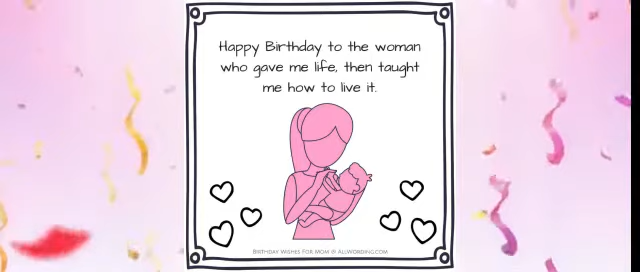 Happy Birthday to the woman
who gave me life, then taught
me how to live it.
Birthday Wishes For Mom @ AllWording.com